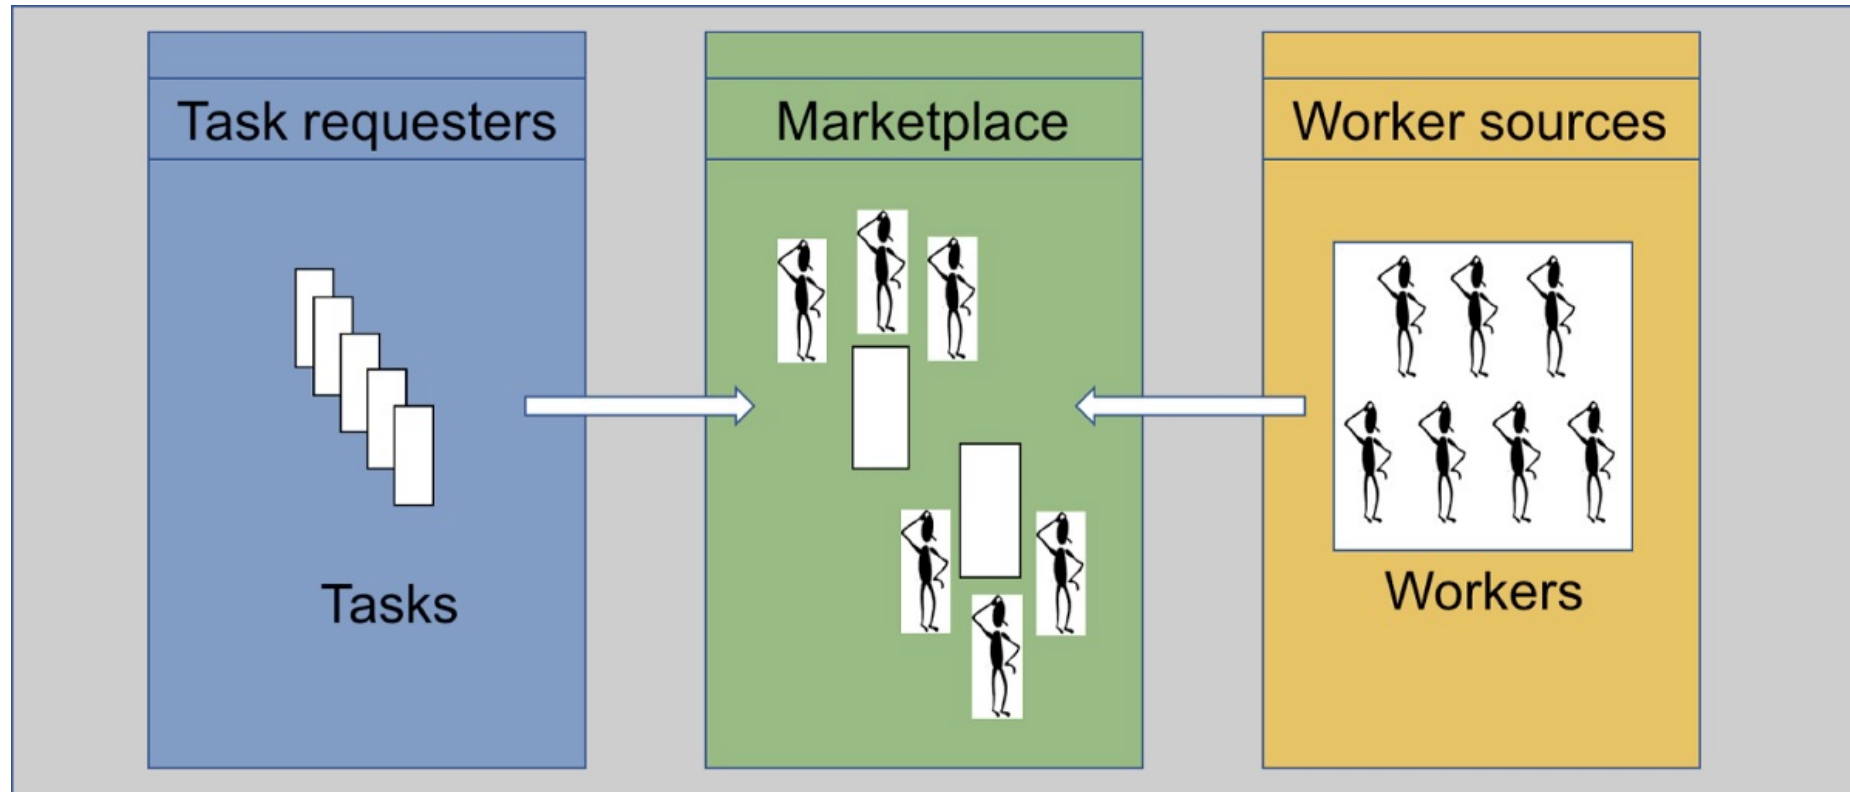 Task requesters
Marketplace
Worker sources
Tasks
Workers